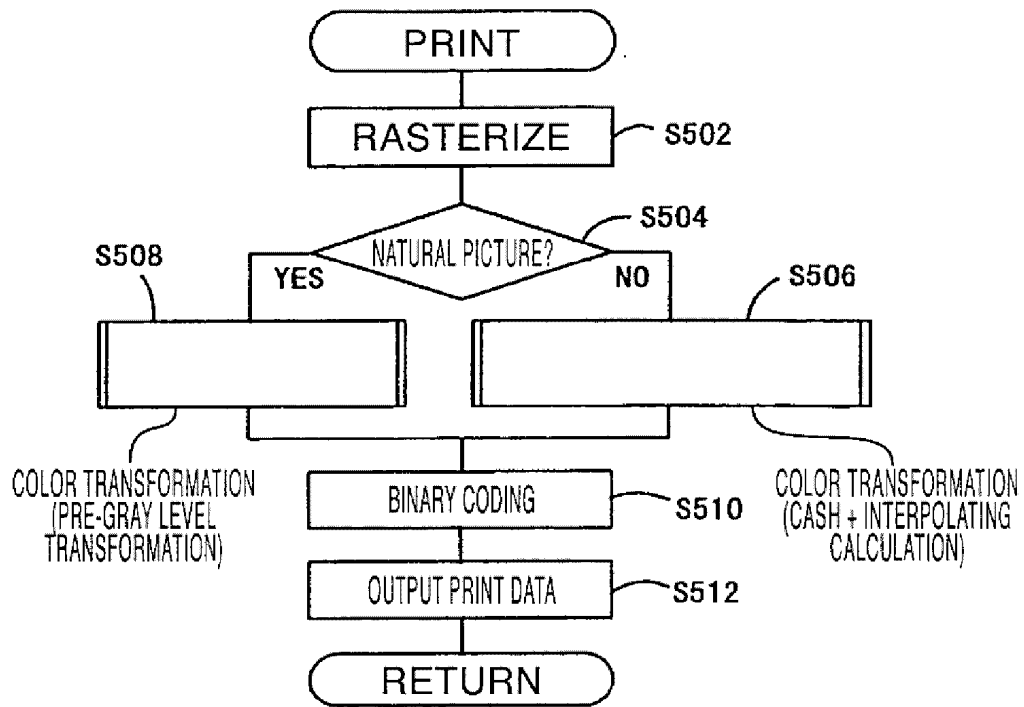 PRINT
RASTERIZE
S502
S504
NATURAL PICTURE?
S508
YES
NO
S506
COLOR TRANSFORMATION
(PRE-GRAY LEVEL
TRANSFORMATION)
BINARY CODING
S510
COLOR TRANSFORMATION
(CASH + INTERPOLATING
CALCULATION)
OUTPUT PRINT DATA
S512
RETURN